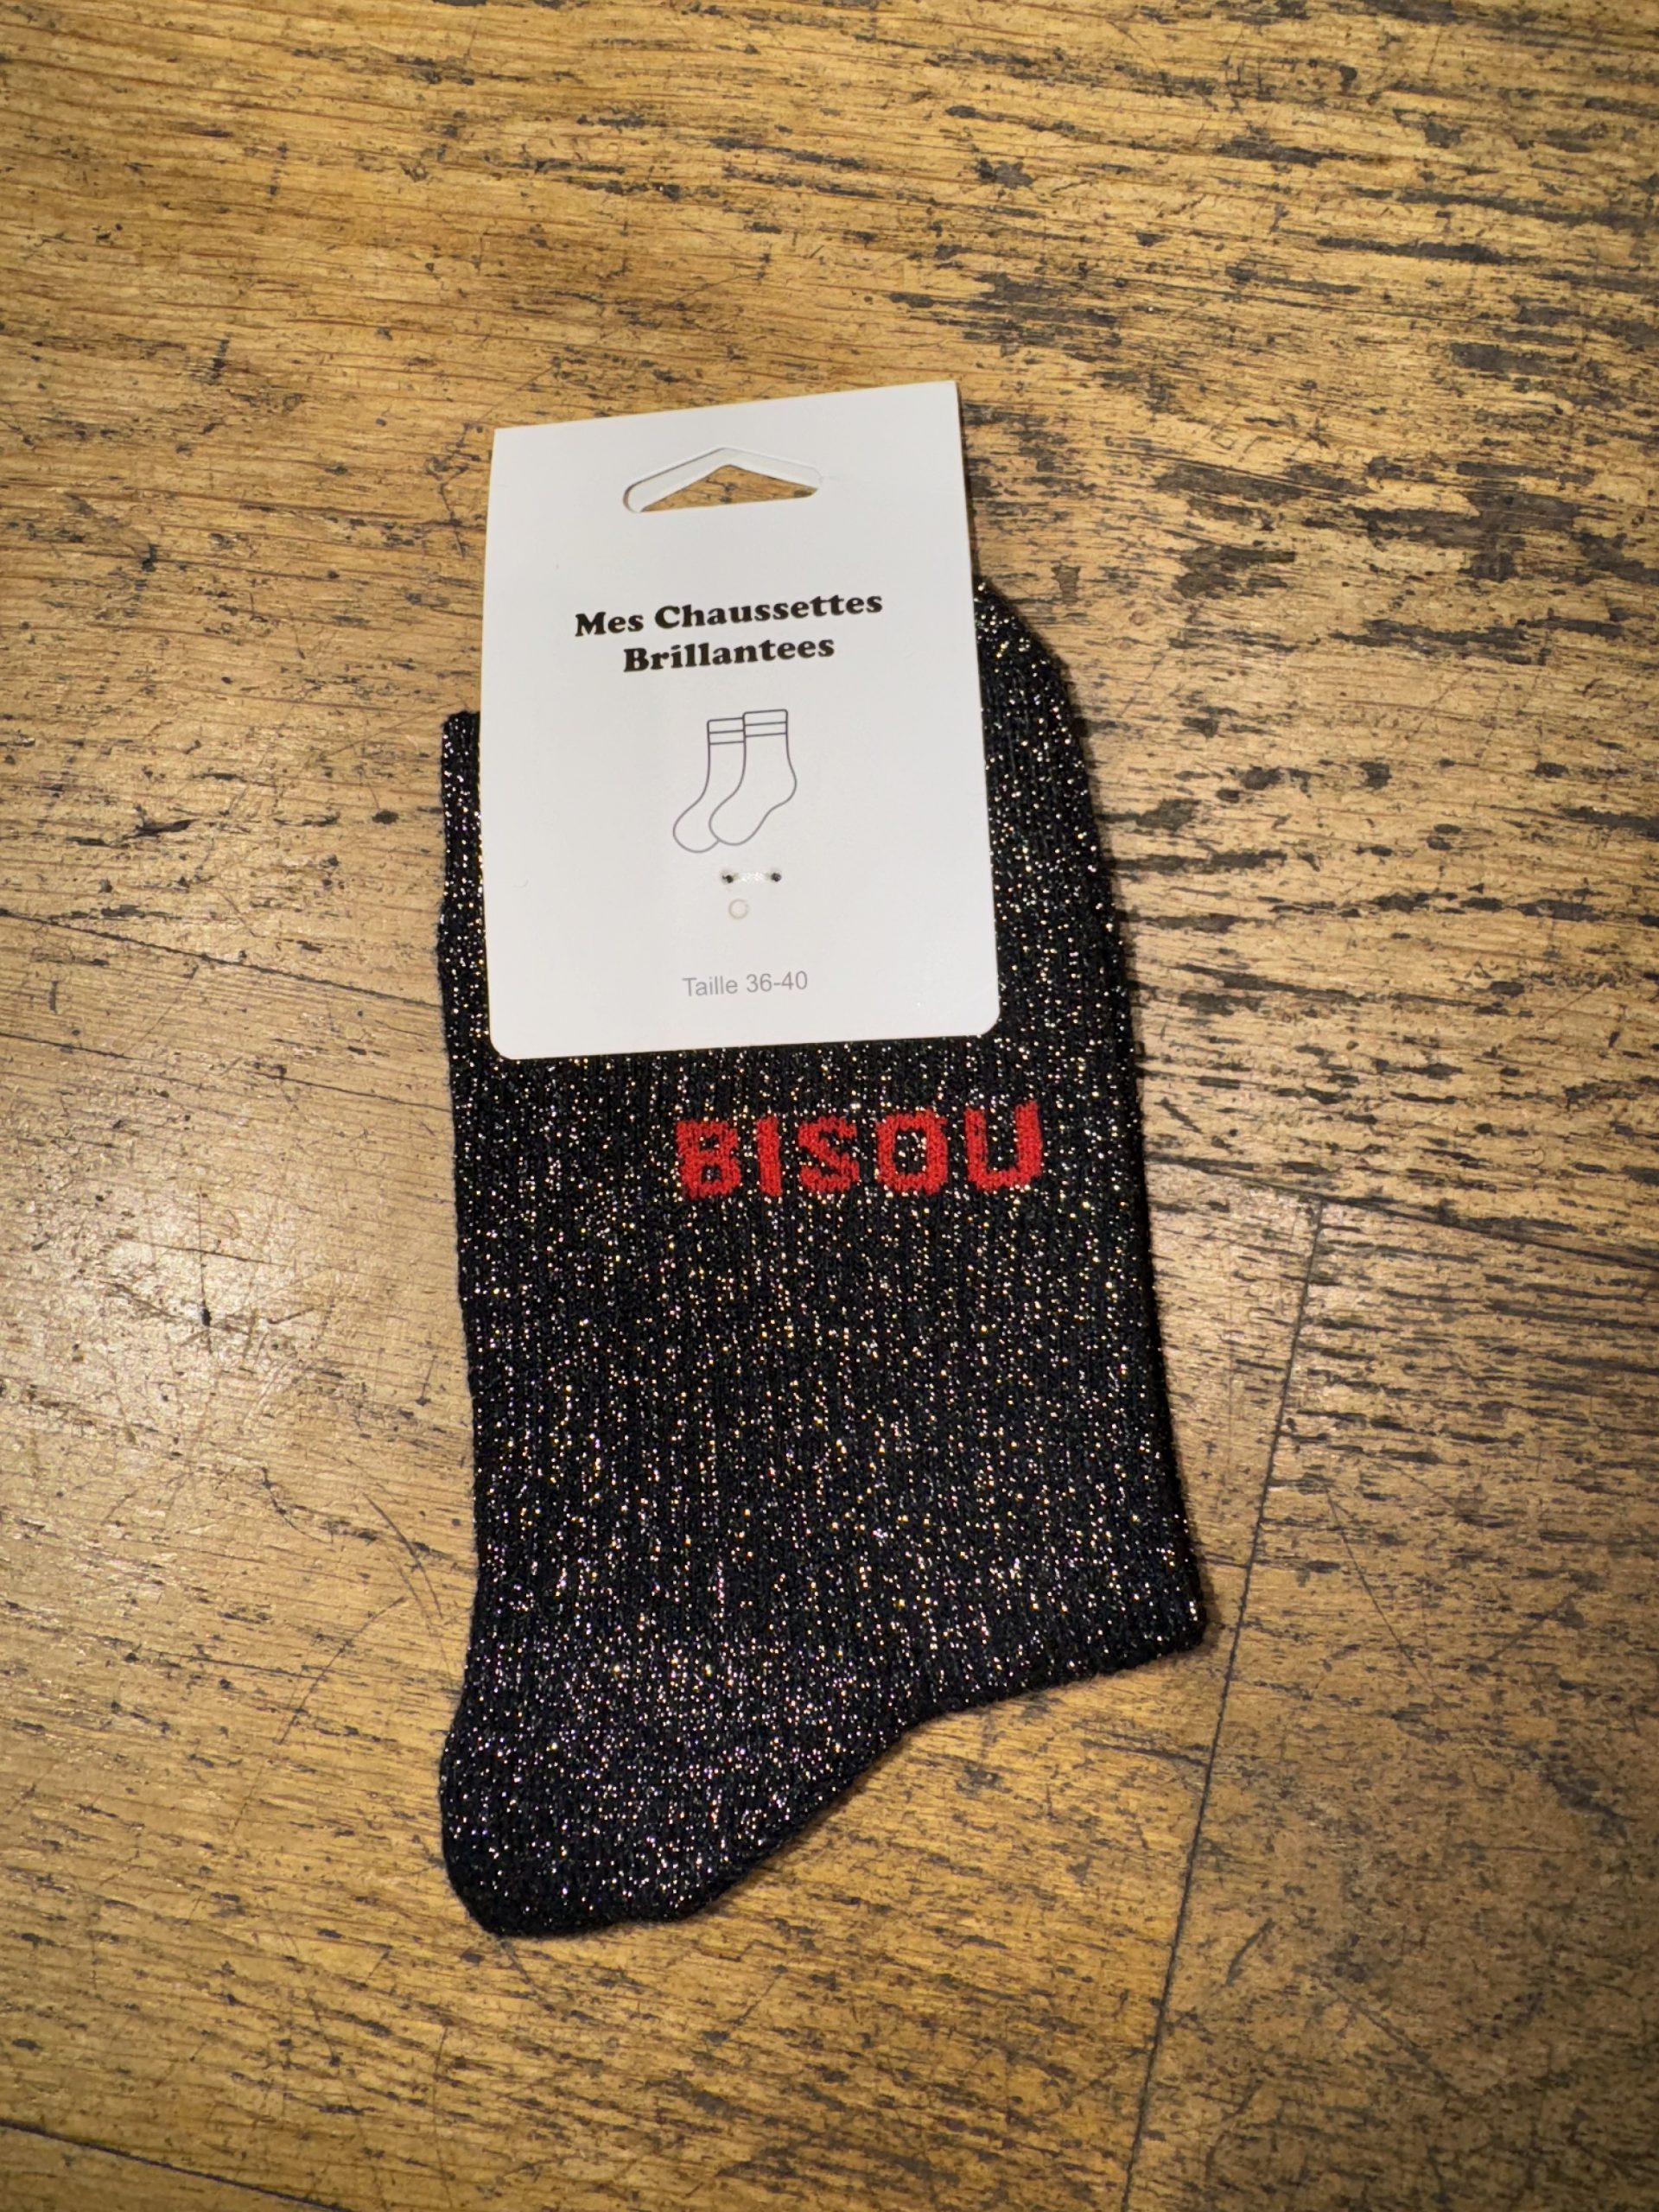 Mes Chaussettes
Brillantees
Taille 36-40
BISOU